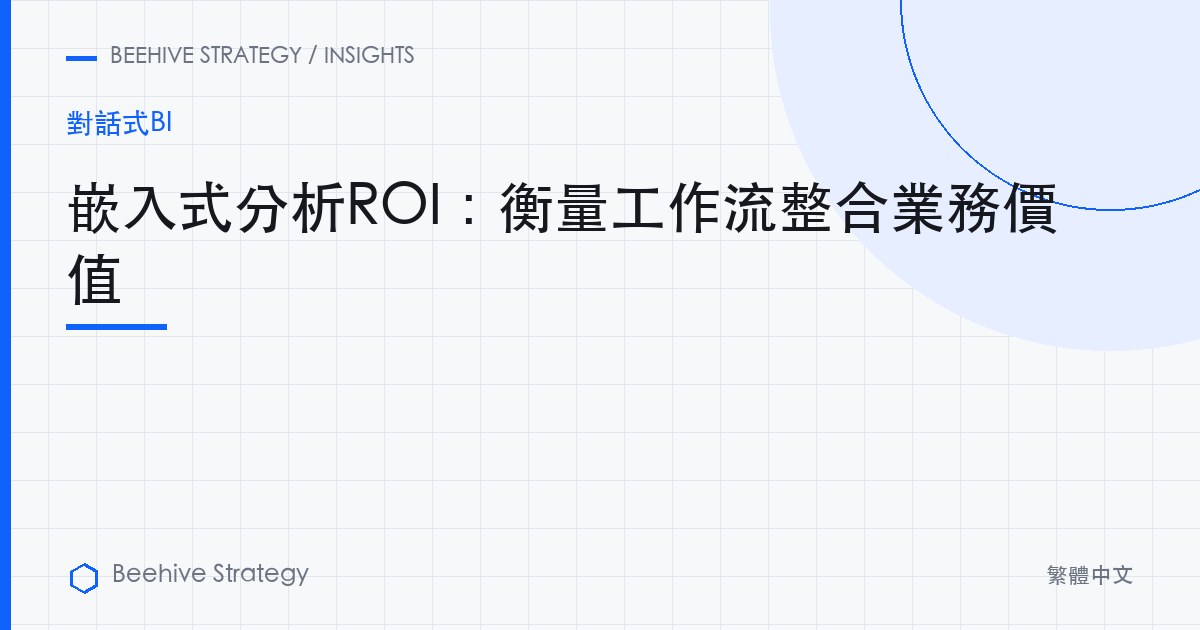 BEEHIVE STRATEGY / INSIGHTS
對話式BI
嵌入式分析ROI：衡量工作流整合業務價
值
Beehive Strategy
繁體中文